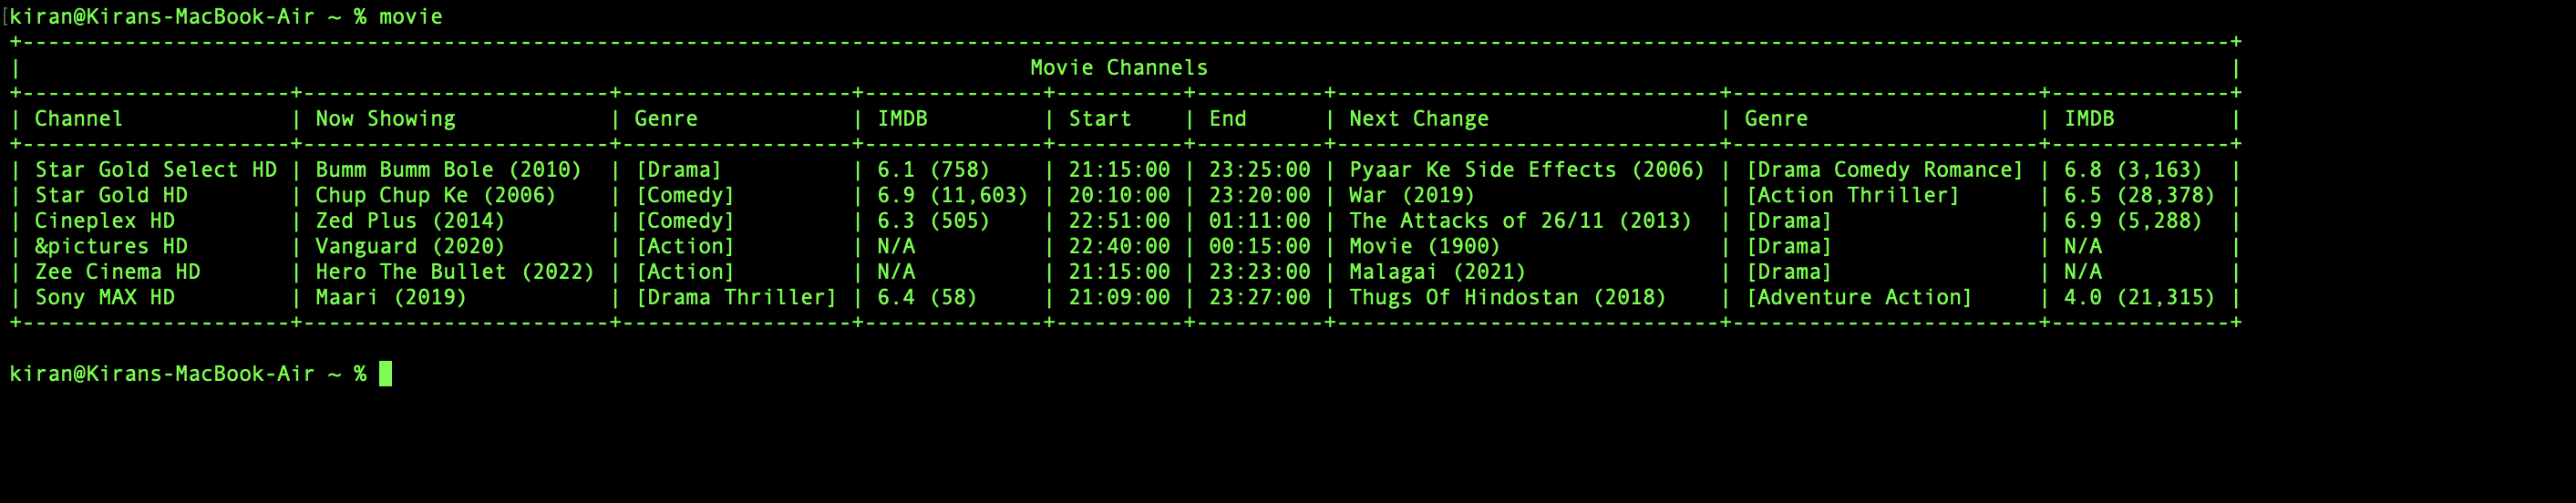 kiran@Kirans-MacBook-Air ~ % movie
+---------------------+-------------------------+------------------+--------------+----------+----------+------------------------------+------------------------+--------------+
| Movie Channels |
| Channel | Now Showing | Genre | IMDB | Start | End | Next Change | Genre | IMDB |
| Star Gold Select HD | Bumm Bumm Bole (2010) | [Drama] | 6.1 (758) | 21:15:00 | 23:25:00 | Pyaar Ke Side Effects (2006) | [Drama Comedy Romance] | 6.8 (3,163) |
| Star Gold HD | Chup Chup Ke (2006) | [Comedy] | 6.9 (11,603) | 20:10:00 | 23:20:00 | War (2019) | [Action Thriller] | 6.5 (28,378) |
| Cineplex HD | Zed Plus (2014) | [Comedy] | 6.3 (505) | 22:51:00 | 01:11:00 | The Attacks of 26/11 (2013) | [Drama] | 6.9 (5,288) |
| &pictures HD | Vanguard (2020) | [Action] | N/A | 22:40:00 | 00:15:00 | Movie (1900) | [Drama] | N/A |
| Zee Cinema HD | Hero The Bullet (2022) | [Action] | N/A | 21:15:00 | 23:23:00 | Malagai (2021) | [Drama] | N/A |
| Sony MAX HD | Maari (2019) | [Drama Thriller] | 6.4 (58) | 21:09:00 | 23:27:00 | Thugs Of Hindostan (2018) | [Adventure Action] | 4.0 (21,315) |
kiran@Kirans-MacBook-Air ~ %